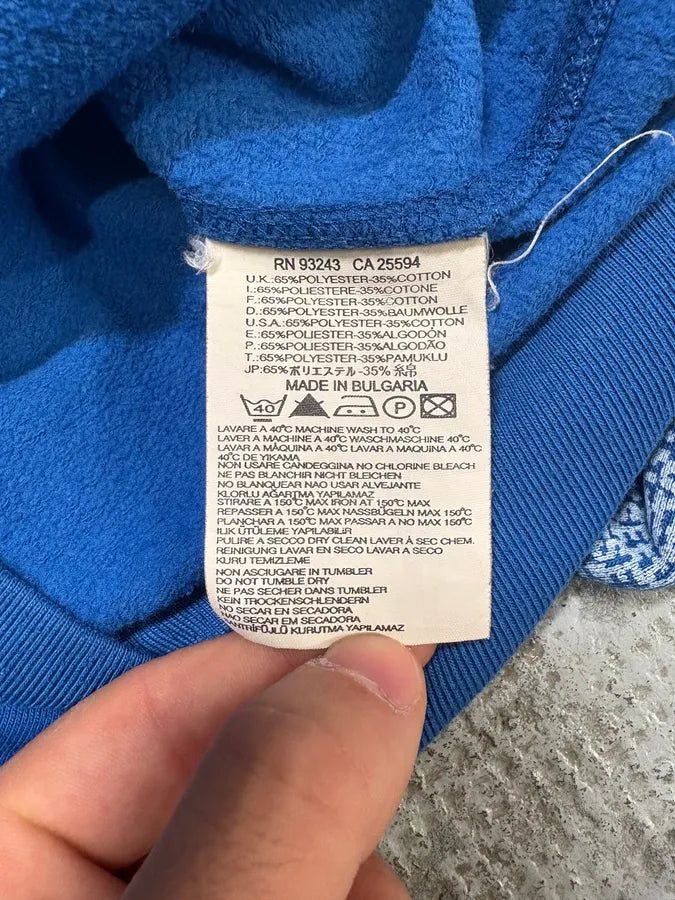 RN 93243 CA 25594
U.K.:65%POLYESTER-35%COTTON
I.:65%POLIESTERE-35%COTONE
F.:65%POLYESTER-35%COTTON
D.:65%POLYESTER-35%BAUMWOLLE
U.S.A.:65%POLYESTER-35%COTTON
E.:65%POLYESTER-35%ALGODÓN
P.:65%POLYESTER-35%ALGODÃO
T.:65%POLYESTER-35%PAMUKLU
JP:65%ポリエステル -35% 綿
MADE IN BULGARIA
40 P
LAVARE A 40°C MACHINE WASH TO 40°C
LAVER A MACHINE A 40°C WASCHMASCHINE 40°C
LAVAR A MÁQUINA A 40°C LAVAR A MAQUINA A 40°C
40°C DE YIKAMA
NON USARE CANDEGGINA NO CHLORINE BLEACH
NE PAS BLANCHIR NICHT BLEICHEN
NO BLANQUEAR NAO USAR ALVEJANTE
KLORLU AĞARTMA YAPILAMAZ
STIRARE A 150°C MAX IRON AT 150°C MAX
REPASSER A 150°C MAX NASSBÜGELN MAX 150°C
PLANCHAR A 150°C MAX PASSAR A NO MAX 150°C
ILIK ÜTÜLEME YAPILABILIR
PULIRE A SECCO DRY CLEAN LAVER À SEC CHEM.
REINIGUNG LAVAR EN SECO LAVAR A SECO
KURU TEMIZLEME
NON ASCIUGARE IN TUMBLER
DO NOT TUMBLE DRY
NE PAS SECHER DANS TUMBLER
KEIN TROCKENSCHLENDERN
NO SECAR EN SECADORA
NAO SECAR EM SECADORA
SANTRİFÜJLÜ KURUTMA YAPILAMAZ